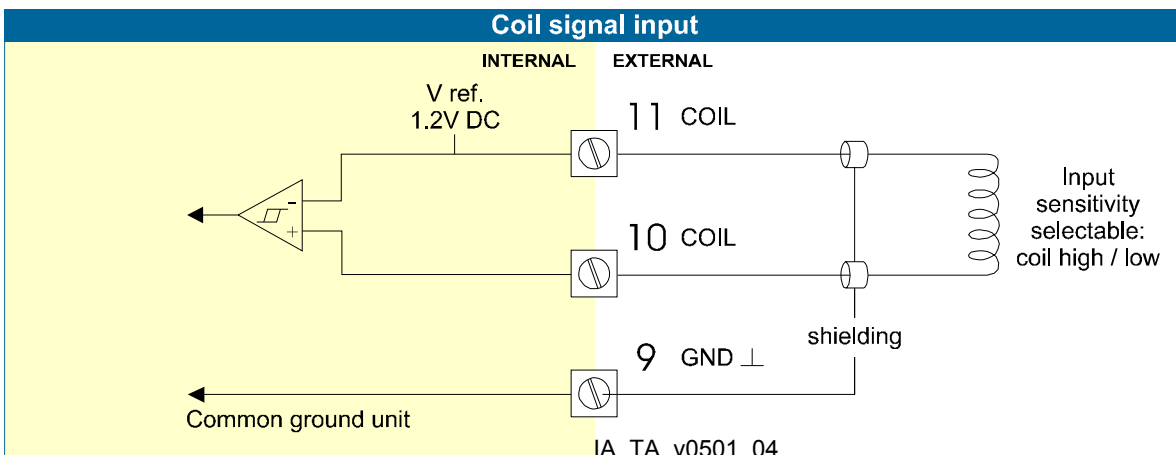 Coil signal input
INTERNAL EXTERNAL
V ref.
1.2V DC
11 COIL
-
+
10 COIL
Input
sensitivity
selectable:
coil high / low
shielding
9 GND ⊥
Common ground unit
IA_TA_v0501_04